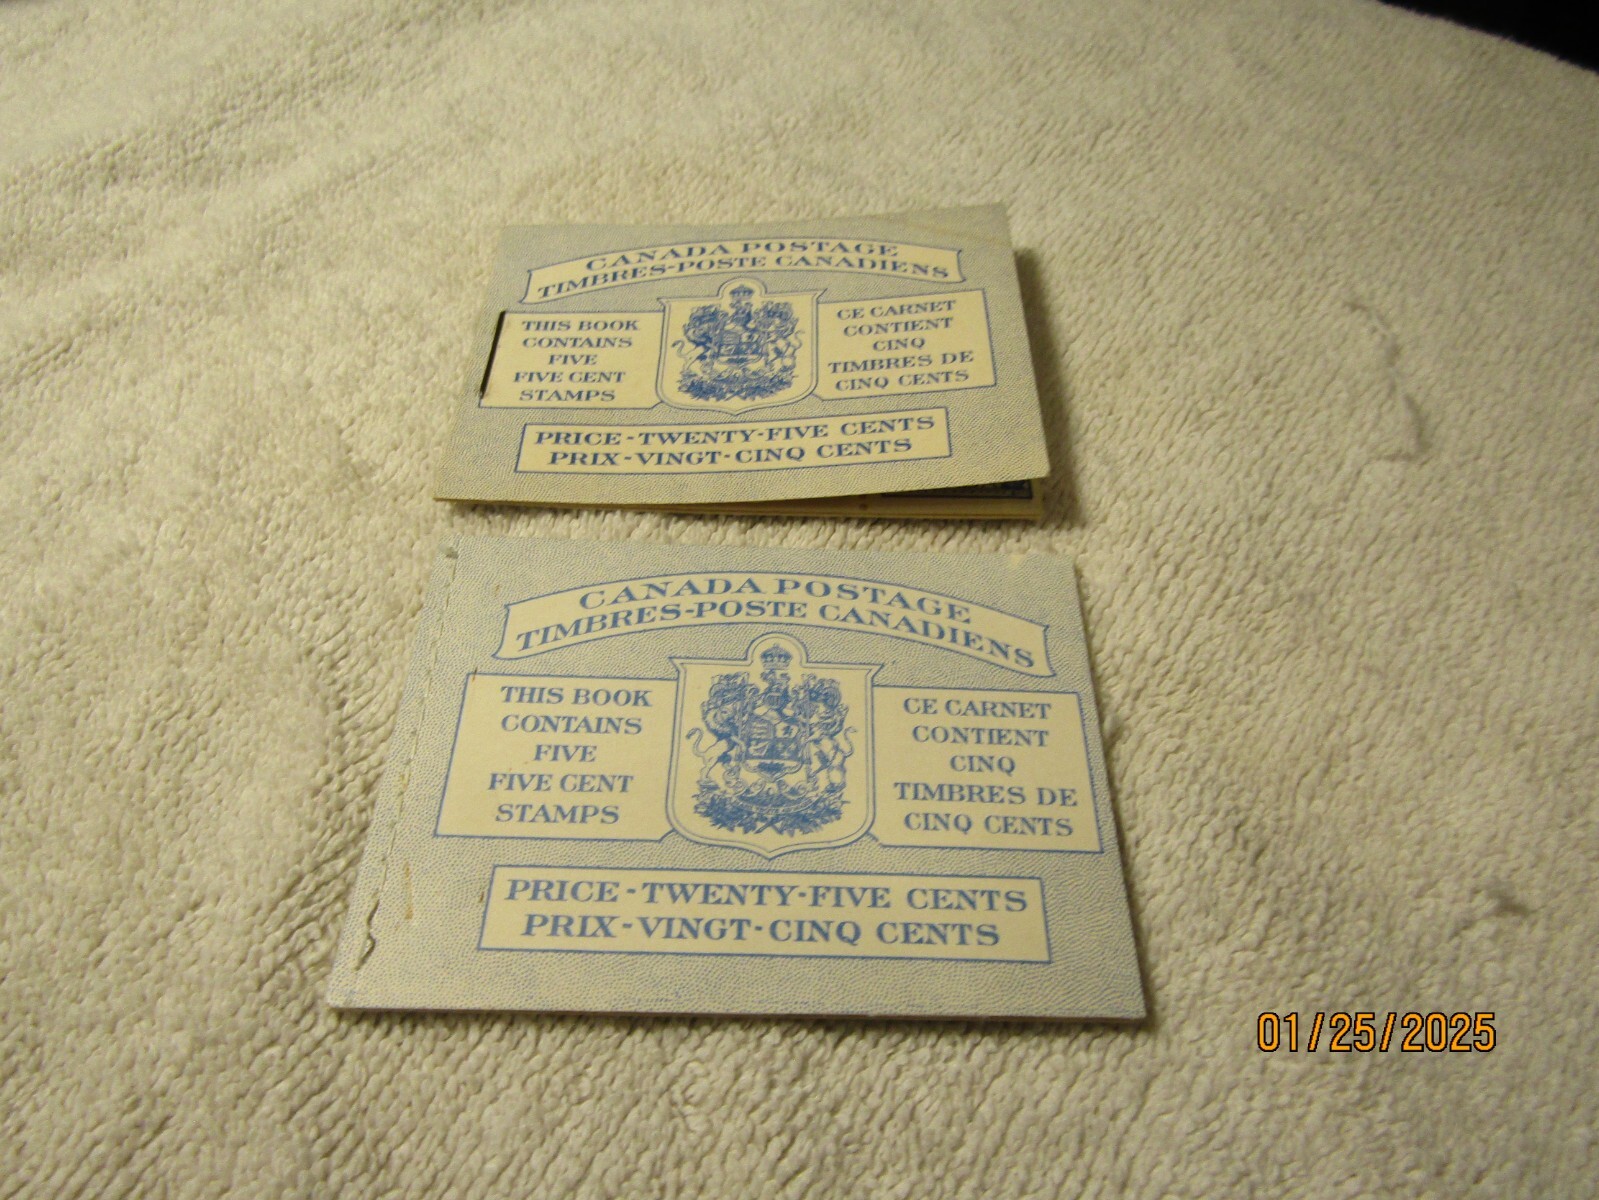 CANADA POSTAGE
TIMBRES-POSTE CANADIENS
THIS BOOK
CONTAINS
FIVE
FIVE CENT
STAMPS
CE CARNET
CONTIENT
CINQ
TIMBRES DE
CINQ CENTS
PRICE - TWENTY-FIVE CENTS
PRIX - VINGT - CINQ CENTS
CANADA POSTAGE
TIMBRES-POSTE CANADIENS
THIS BOOK
CONTAINS
FIVE
FIVE CENT
STAMPS
CE CARNET
CONTIENT
CINQ
TIMBRES DE
CINQ CENTS
PRICE - TWENTY-FIVE CENTS
PRIX - VINGT - CINQ CENTS
01/25/2025